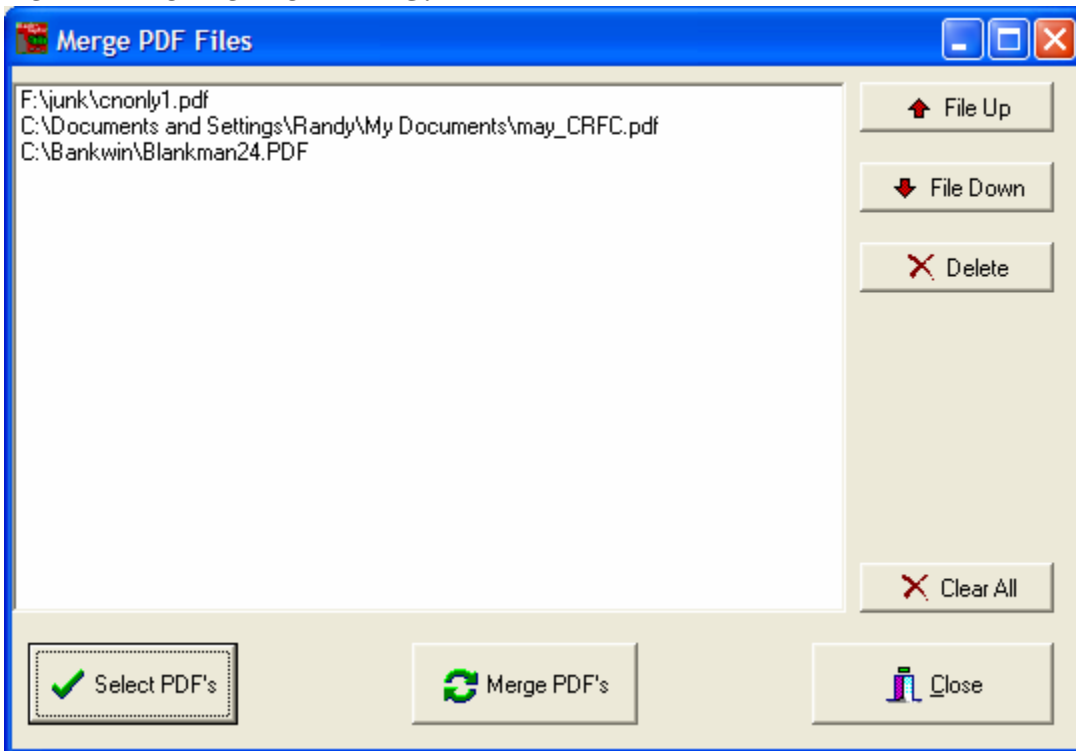 Merge PDF Files
F:\junk\cnonly1.pdf
C:\Documents and Settings\Randy\My Documents\may_CRFC.pdf
C:\Bankwin\Blankman24.PDF
File Up
File Down
Delete
Clear All
Select PDF's
Merge PDF's
Close